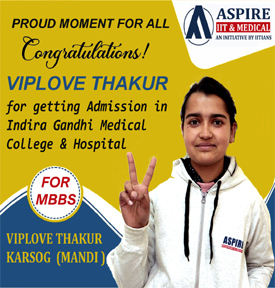 PROUD MOMENT FOR ALL
ASPIRE
IIT & MEDICAL
AN INITIATIVE BY IITIANS
Congratulations!
VIPLOVE THAKUR
for getting Admission in
Indira Gandhi Medical
College & Hospital
FOR
MBBS
ASPIRE
VIPLOVE THAKUR
KARSOG (MANDI)